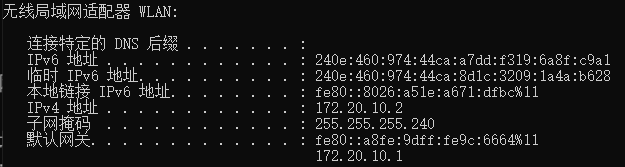 无线局域网适配器 WLAN:
连接特定的 DNS 后缀 . . . . . . . :
IPv6 地址 . . . . . . . . . . . . : 240e:460:974:44ca:a7dd:f319:6a8f:c9a1
临时 IPv6 地址. . . . . . . . . . : 240e:460:974:44ca:8d1c:3209:1a4a:b628
本地链接 IPv6 地址. . . . . . . . : fe80::8026:a51e:a671:dfbc%11
IPv4 地址 . . . . . . . . . . . . : 172.20.10.2
子网掩码 . . . . . . . . . . . . : 255.255.255.240
默认网关. . . . . . . . . . . . . : fe80::a8fe:9dff:fe9c:6664%11
172.20.10.1